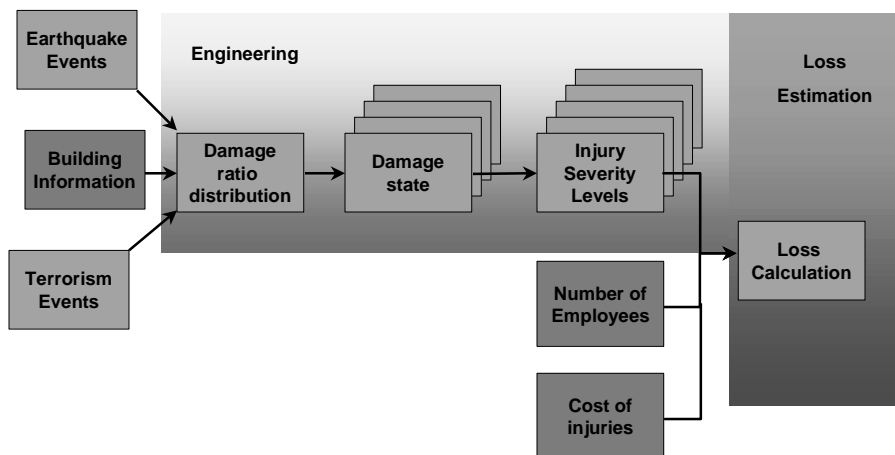 Earthquake
Events
Engineering
Loss
Estimation
Building
Information
Damage
ratio
distribution
Damage
state
Injury
Severity
Levels
Terrorism
Events
Number of
Employees
Loss
Calculation
Cost of
injuries